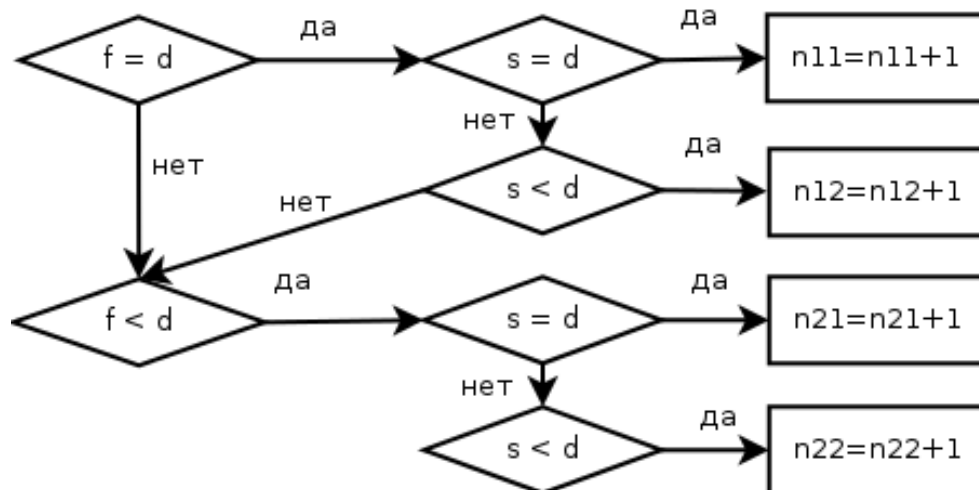 f = d
да
s = d
да
n11=n11+1
нет
нет
s < d
да
n12=n12+1
нет
f < d
да
s = d
да
n21=n21+1
нет
s < d
да
n22=n22+1